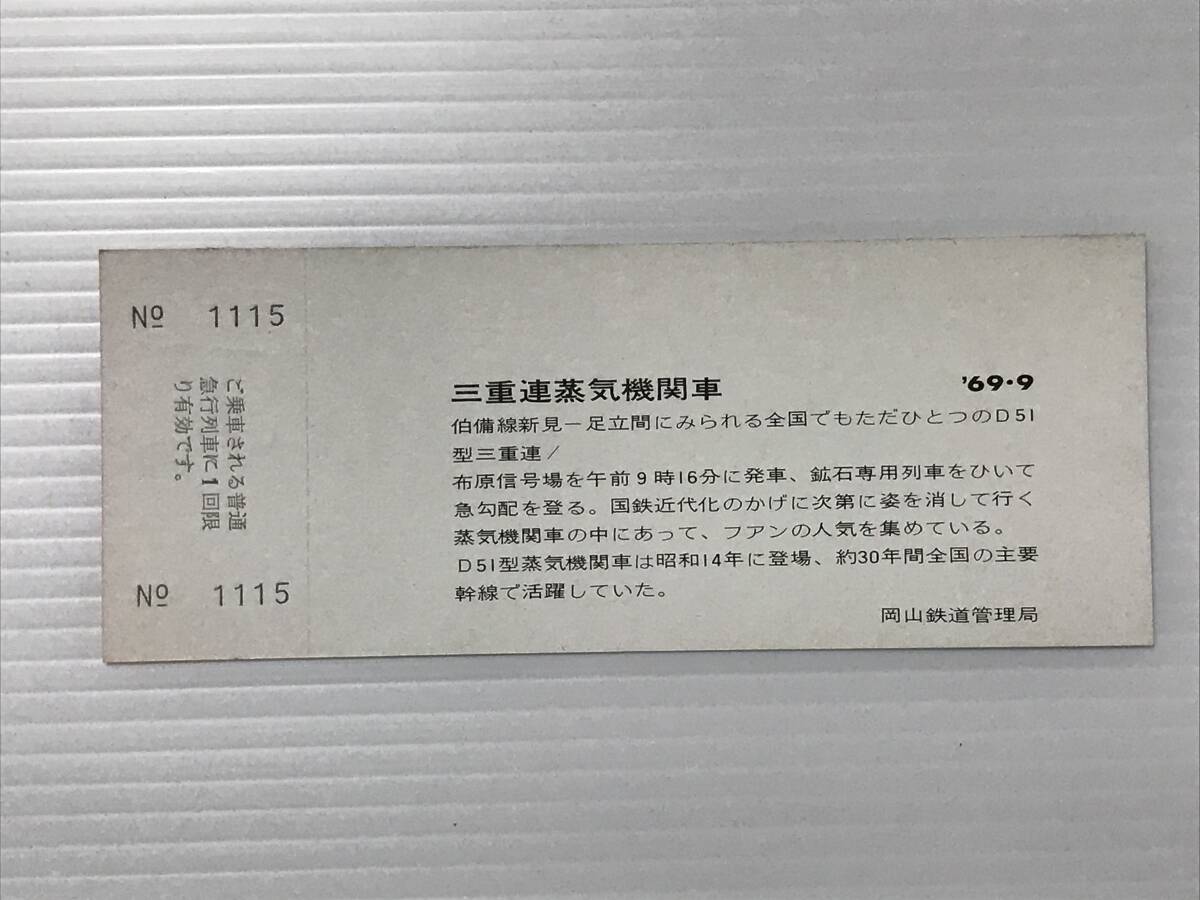 No 1115
ご乗車される普通
急行列車に1回限
り有効です。
No 1115
三重連蒸気機関車 '69・9
伯備線新見ー足立間にみられる全国でもただひとつのD51
型三重連/
布原信号場を午前9時16分に発車、鉱石専用列車をひいて
急勾配を登る。国鉄近代化のかげに次第に姿を消して行く
蒸気機関車の中にあって、フアンの人気を集めている。
D51型蒸気機関車は昭和14年に登場、約30年間全国の主要
幹線で活躍していた。
岡山鉄道管理局